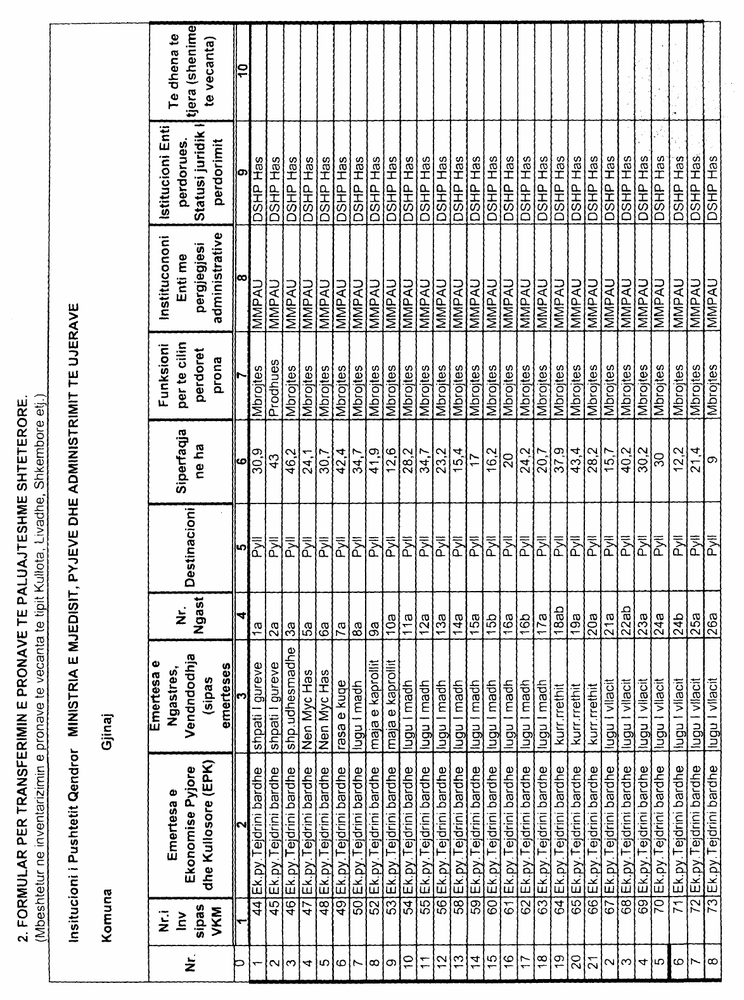 2. FORMULAR PER TRANSFERIMIN E PRONAVE TE PALUAJTESHME SHTETERORE.
(Mbeshtetur ne inventarizimin e pronave te vecanta te tipit Kullota, Livadhe, Shkembore etj.)
Insitucioni i Pushtetit Qendror MINISTRIA E MJEDISIT, PYJEVE DHE ADMINISTRIMIT TE UJERAVE
Komuna Gjinaj
Nr. Nr.i Inv sipas VKM Emertesa e Ekonomise Pyjore dhe Kullosore (EPK) Emertesa e Ngastres, Vendndodhja (sipas emerteses Nr. Ngast Destinacioni Siperfaqja ne ha Funksioni per te cilin perdoret prona Institucononi Enti me pergjegjesi administrative Istitucioni Enti perdorues. Statusi juridik I perdorimit Te dhena te tjera (shenime te vecanta)
0 1 2 3 4 5 6 7 8 9 10
1 44 Ek.py.Tejdrini bardhe shpati I gureve 1a Pyll 30,9 Mbrojtes MMPAU DSHP Has
2 45 Ek.py.Tejdrini bardhe shpati I gureve 2a Pyll 43 Prodhues MMPAU DSHP Has
3 46 Ek.py.Tejdrini bardhe shp.udhesmadhe 3a Pyll 46,2 Mbrojtes MMPAU DSHP Has
4 47 Ek.py.Tejdrini bardhe Nen Myc Has 5a Pyll 24,1 Mbrojtes MMPAU DSHP Has
5 48 Ek.py.Tejdrini bardhe Nen Myc Has 6a Pyll 30,7 Mbrojtes MMPAU DSHP Has
6 49 Ek.py.Tejdrini bardhe rasa e kuqe 7a Pyll 42,4 Mbrojtes MMPAU DSHP Has
7 50 Ek.py.Tejdrini bardhe lugu I madh 8a Pyll 34,7 Mbrojtes MMPAU DSHP Has
8 52 Ek.py.Tejdrini bardhe maja e kaprollit 9a Pyll 41,9 Mbrojtes MMPAU DSHP Has
9 53 Ek.py.Tejdrini bardhe maja e kaprollit 10a Pyll 12,6 Mbrojtes MMPAU DSHP Has
10 54 Ek.py.Tejdrini bardhe lugu I madh 11a Pyll 28,2 Mbrojtes MMPAU DSHP Has
11 55 Ek.py.Tejdrini bardhe lugu I madh 12a Pyll 34,7 Mbrojtes MMPAU DSHP Has
12 56 Ek.py.Tejdrini bardhe lugu I madh 13a Pyll 23,2 Mbrojtes MMPAU DSHP Has
13 58 Ek.py.Tejdrini bardhe lugu I madh 14a Pyll 15,4 Mbrojtes MMPAU DSHP Has
14 59 Ek.py.Tejdrini bardhe lugu I madh 15a Pyll 17 Mbrojtes MMPAU DSHP Has
15 60 Ek.py.Tejdrini bardhe lugu I madh 15b Pyll 16,2 Mbrojtes MMPAU DSHP Has
16 61 Ek.py.Tejdrini bardhe lugu I madh 16a Pyll 20 Mbrojtes MMPAU DSHP Has
17 62 Ek.py.Tejdrini bardhe lugu I madh 16b Pyll 24,2 Mbrojtes MMPAU DSHP Has
18 63 Ek.py.Tejdrini bardhe lugu I madh 17a Pyll 20,7 Mbrojtes MMPAU DSHP Has
19 64 Ek.py.Tejdrini bardhe kurr.rrethit 18ab Pyll 37,9 Mbrojtes MMPAU DSHP Has
20 65 Ek.py.Tejdrini bardhe kurr.rrethit 19a Pyll 43,4 Mbrojtes MMPAU DSHP Has
21 66 Ek.py.Tejdrini bardhe kurr.rrethit 20a Pyll 28,2 Mbrojtes MMPAU DSHP Has
2 67 Ek.py.Tejdrini bardhe lugu I vllacit 21a Pyll 15,7 Mbrojtes MMPAU DSHP Has
3 68 Ek.py.Tejdrini bardhe lugu I vllacit 22ab Pyll 40,2 Mbrojtes MMPAU DSHP Has
4 69 Ek.py.Tejdrini bardhe lugu I vllacit 23a Pyll 30,2 Mbrojtes MMPAU DSHP Has
5 70 Ek.py.Tejdrini bardhe lugu I vllacit 24a Pyll 30 Mbrojtes MMPAU DSHP Has
6 71 Ek.py.Tejdrini bardhe lugu I vllacit 24b Pyll 12,2 Mbrojtes MMPAU DSHP Has
7 72 Ek.py.Tejdrini bardhe lugu I vllacit 25a Pyll 21,4 Mbrojtes MMPAU DSHP Has
8 73 Ek.py.Tejdrini bardhe lugu I vllacit 26a Pyll 9 Mbrojtes MMPAU DSHP Has